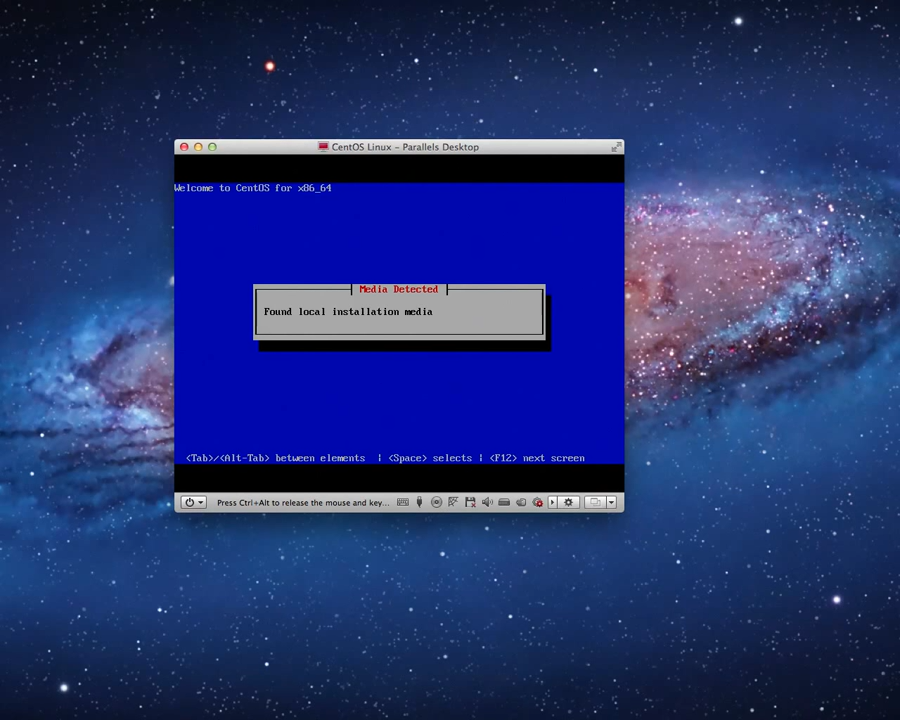 CentOS Linux - Parallels Desktop
Welcome to CentOS for x86_64
Media Detected
Found local installation media
<Tab>/<Alt-Tab> between elements | <Space> selects | <F12> next screen
Press Ctrl+Alt to release the mouse and key...